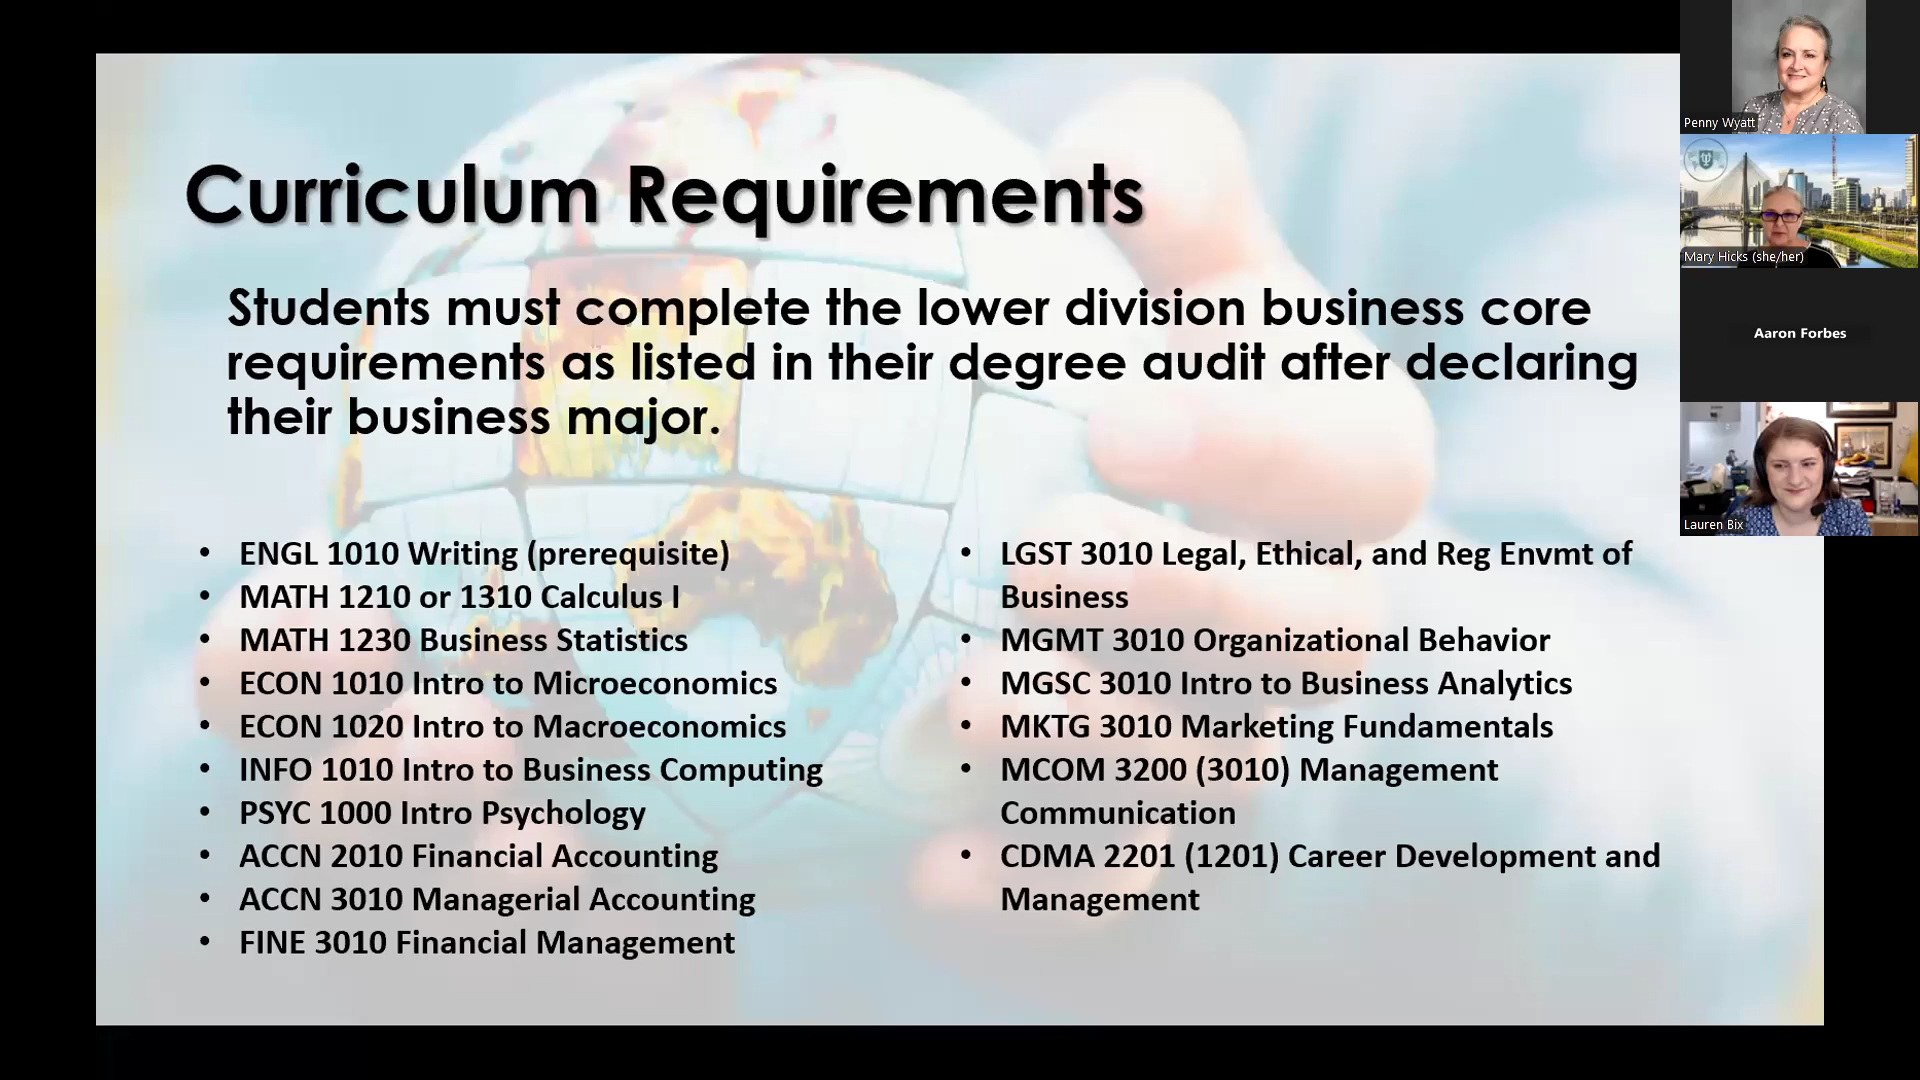 Curriculum Requirements
Students must complete the lower division business core
requirements as listed in their degree audit after declaring
their business major.
• ENGL 1010 Writing (prerequisite)
• MATH 1210 or 1310 Calculus I
• MATH 1230 Business Statistics
• ECON 1010 Intro to Microeconomics
• ECON 1020 Intro to Macroeconomics
• INFO 1010 Intro to Business Computing
• PSYC 1000 Intro Psychology
• ACCN 2010 Financial Accounting
• ACCN 3010 Managerial Accounting
• FINE 3010 Financial Management
• LGST 3010 Legal, Ethical, and Reg Envmt of
Business
• MGMT 3010 Organizational Behavior
• MGSC 3010 Intro to Business Analytics
• MKTG 3010 Marketing Fundamentals
• MCOM 3200 (3010) Management
Communication
• CDMA 2201 (1201) Career Development and
Management
Penny Wyatt
Mary Hicks (she/her)
Aaron Forbes
Lauren Bix